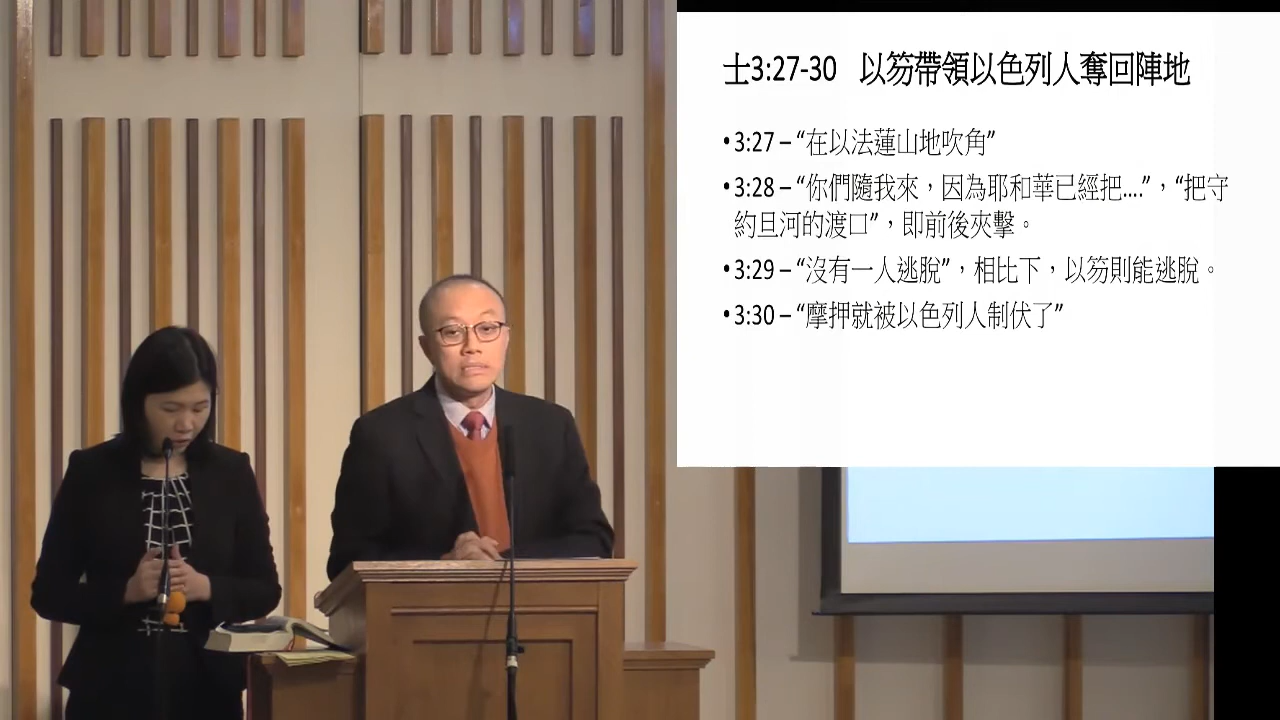 士3:27-30 以笏帶領以色列人奪回陣地
• 3:27 – “在以法蓮山地吹角”
• 3:28 – “你們隨我來，因為耶和華已經把....”，“把守
約旦河的渡口”，即前後夾擊。
• 3:29 – “沒有一人逃脫”，相比下，以笏則能逃脫。
• 3:30 – “摩押就被以色列人制伏了”